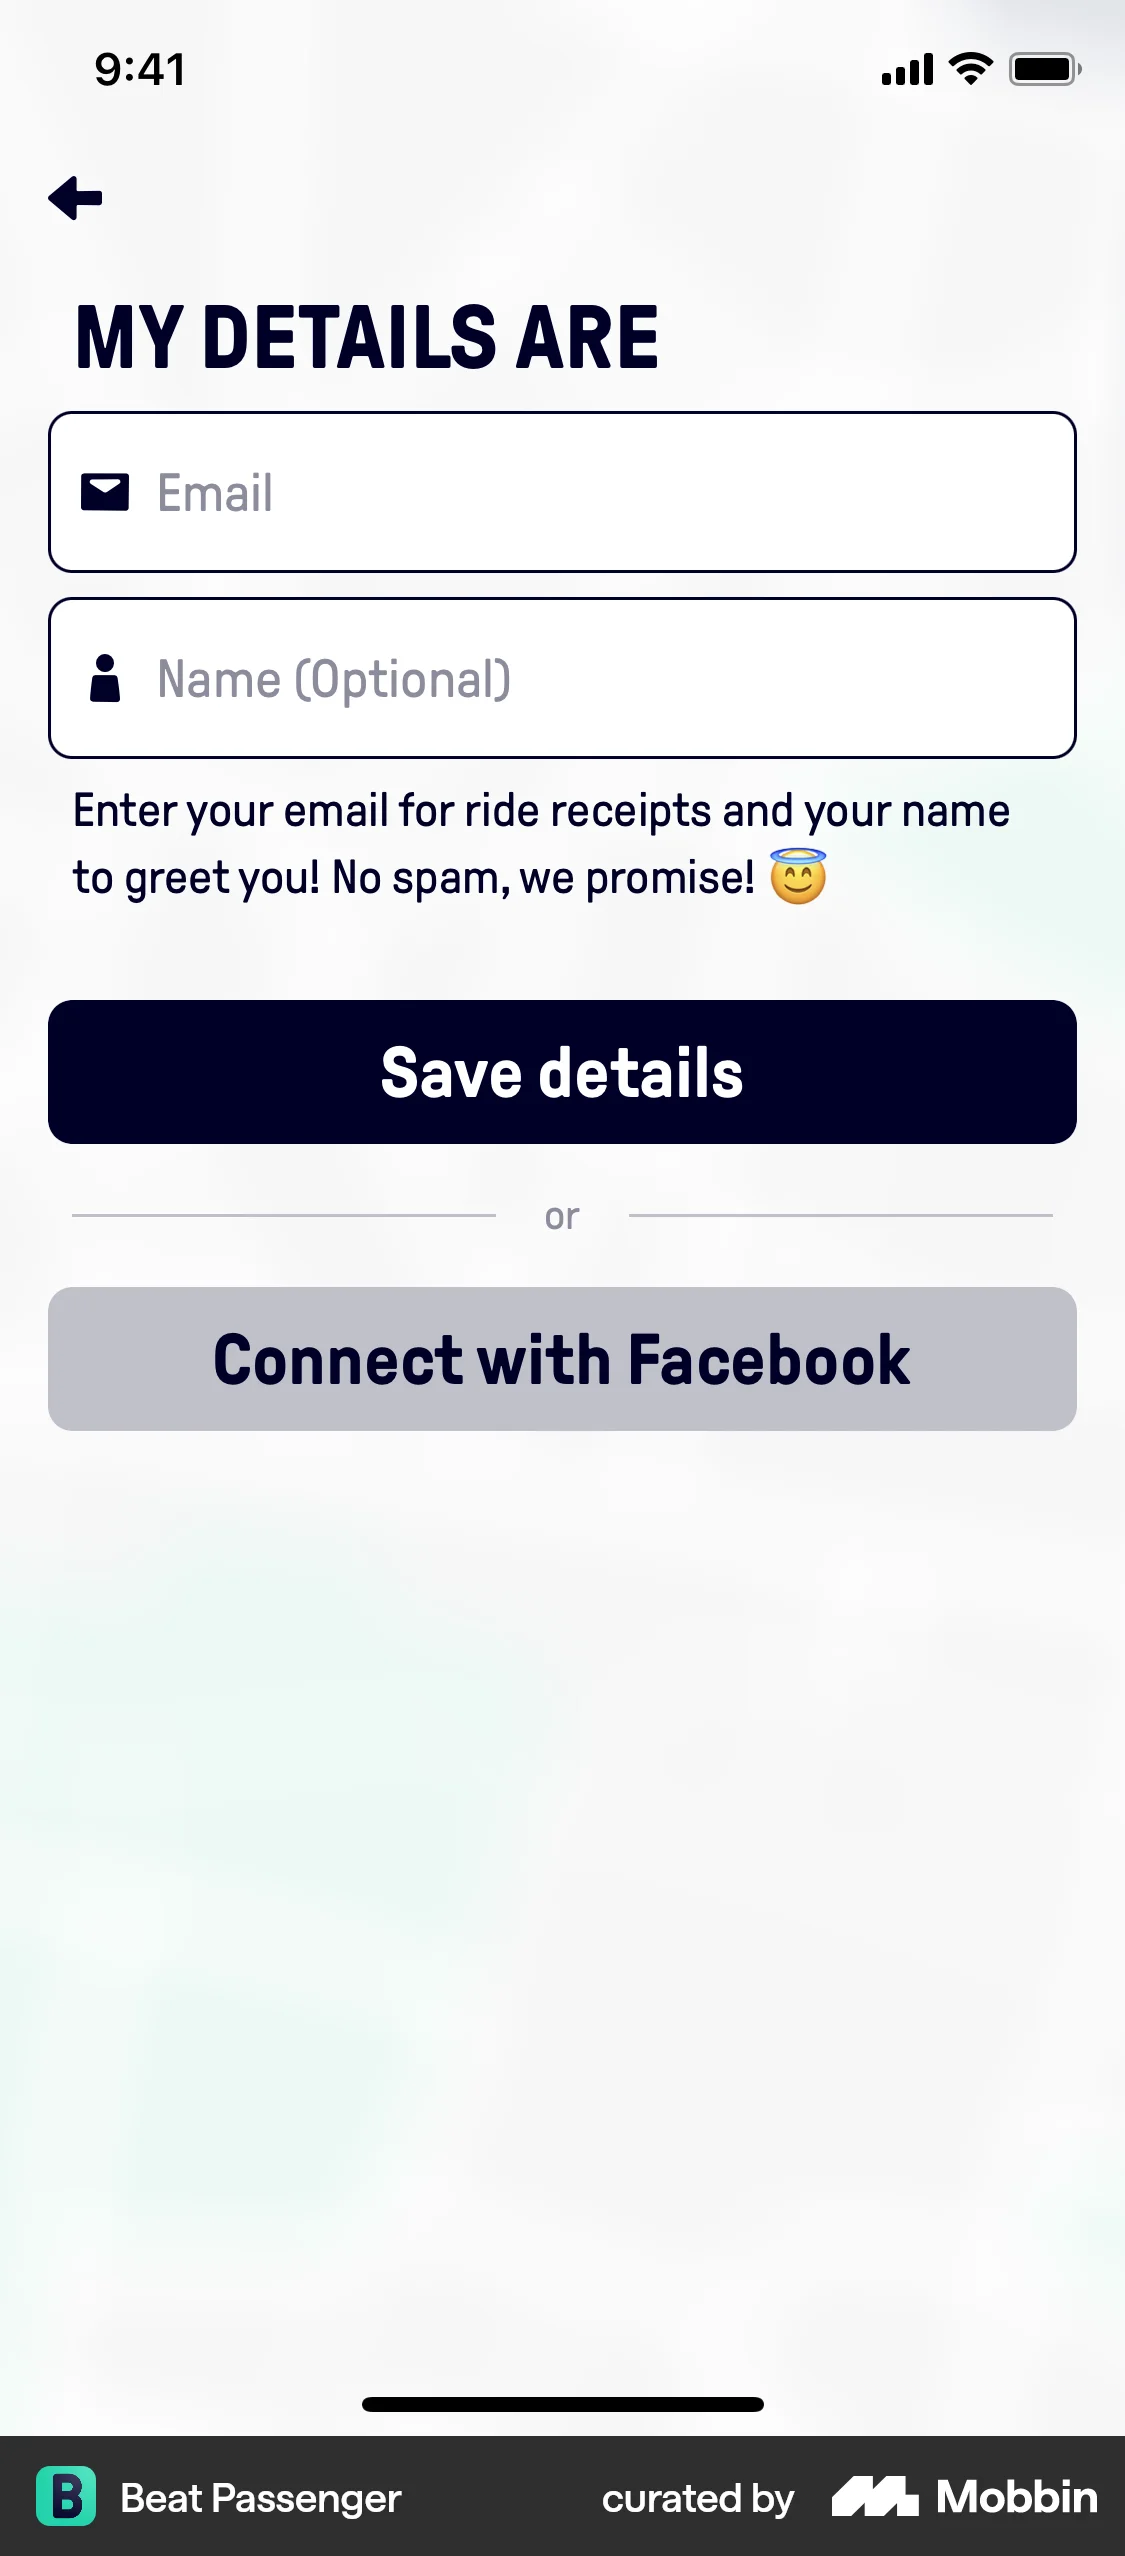 9:41
MY DETAILS ARE
Email
Name (Optional)
Enter your email for ride receipts and your name
to greet you! No spam, we promise! 😇
Save details
or
Connect with Facebook
B Beat Passenger
curated by Mobbin